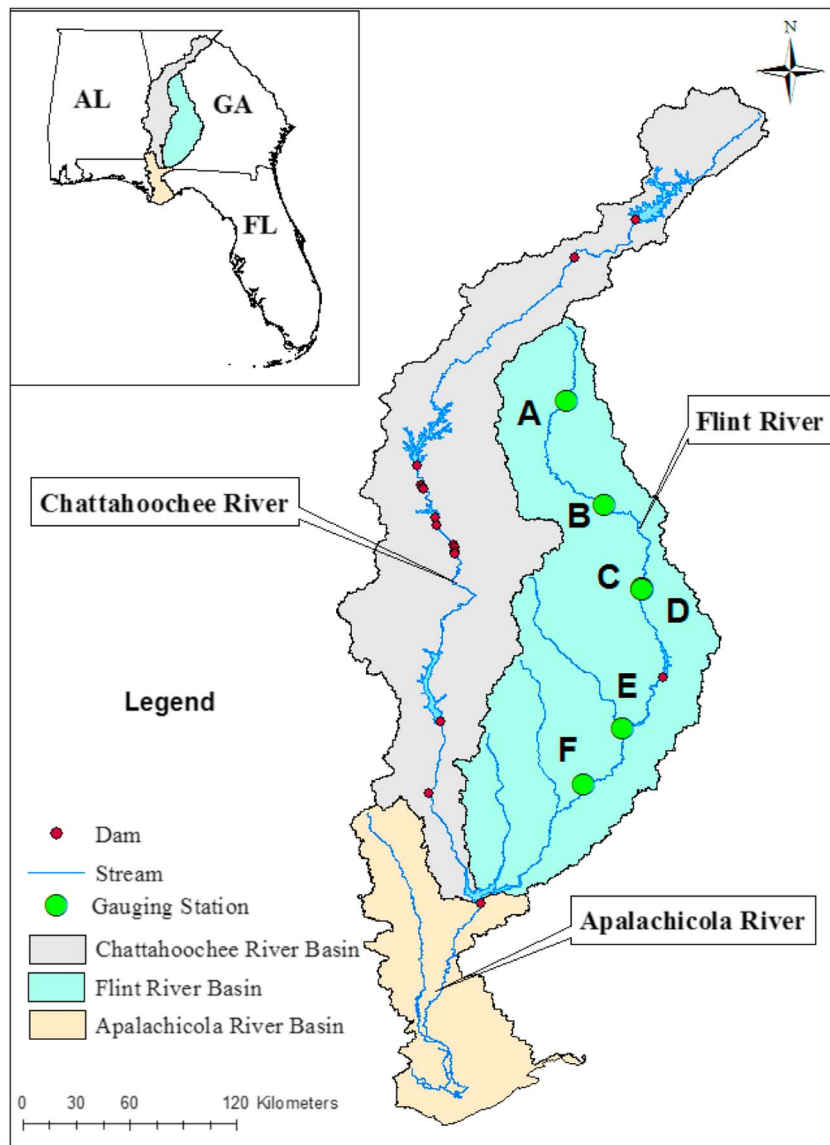 AL
GA
FL
N
A
Flint River
B
Chattahoochee River
C
D
E
F
Legend
Dam
Stream
Gauging Station
Chattahoochee River Basin
Flint River Basin
Apalachicola River Basin
Apalachicola River
0 30 60 120 Kilometers